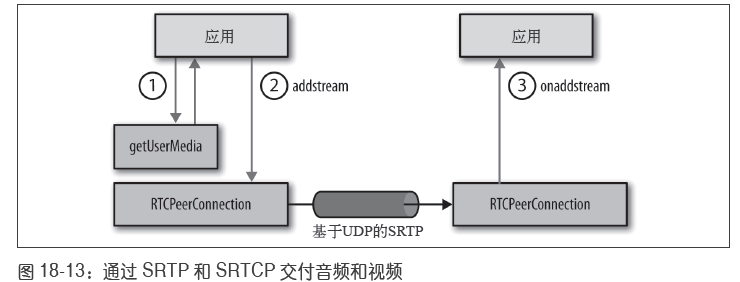 应用
应用
1
2 addstream
3 onaddstream
getUserMedia
RTCPeerConnection
RTCPeerConnection
基于UDP的SRTP
图 18-13：通过 SRTP 和 SRTCP 交付音频和视频